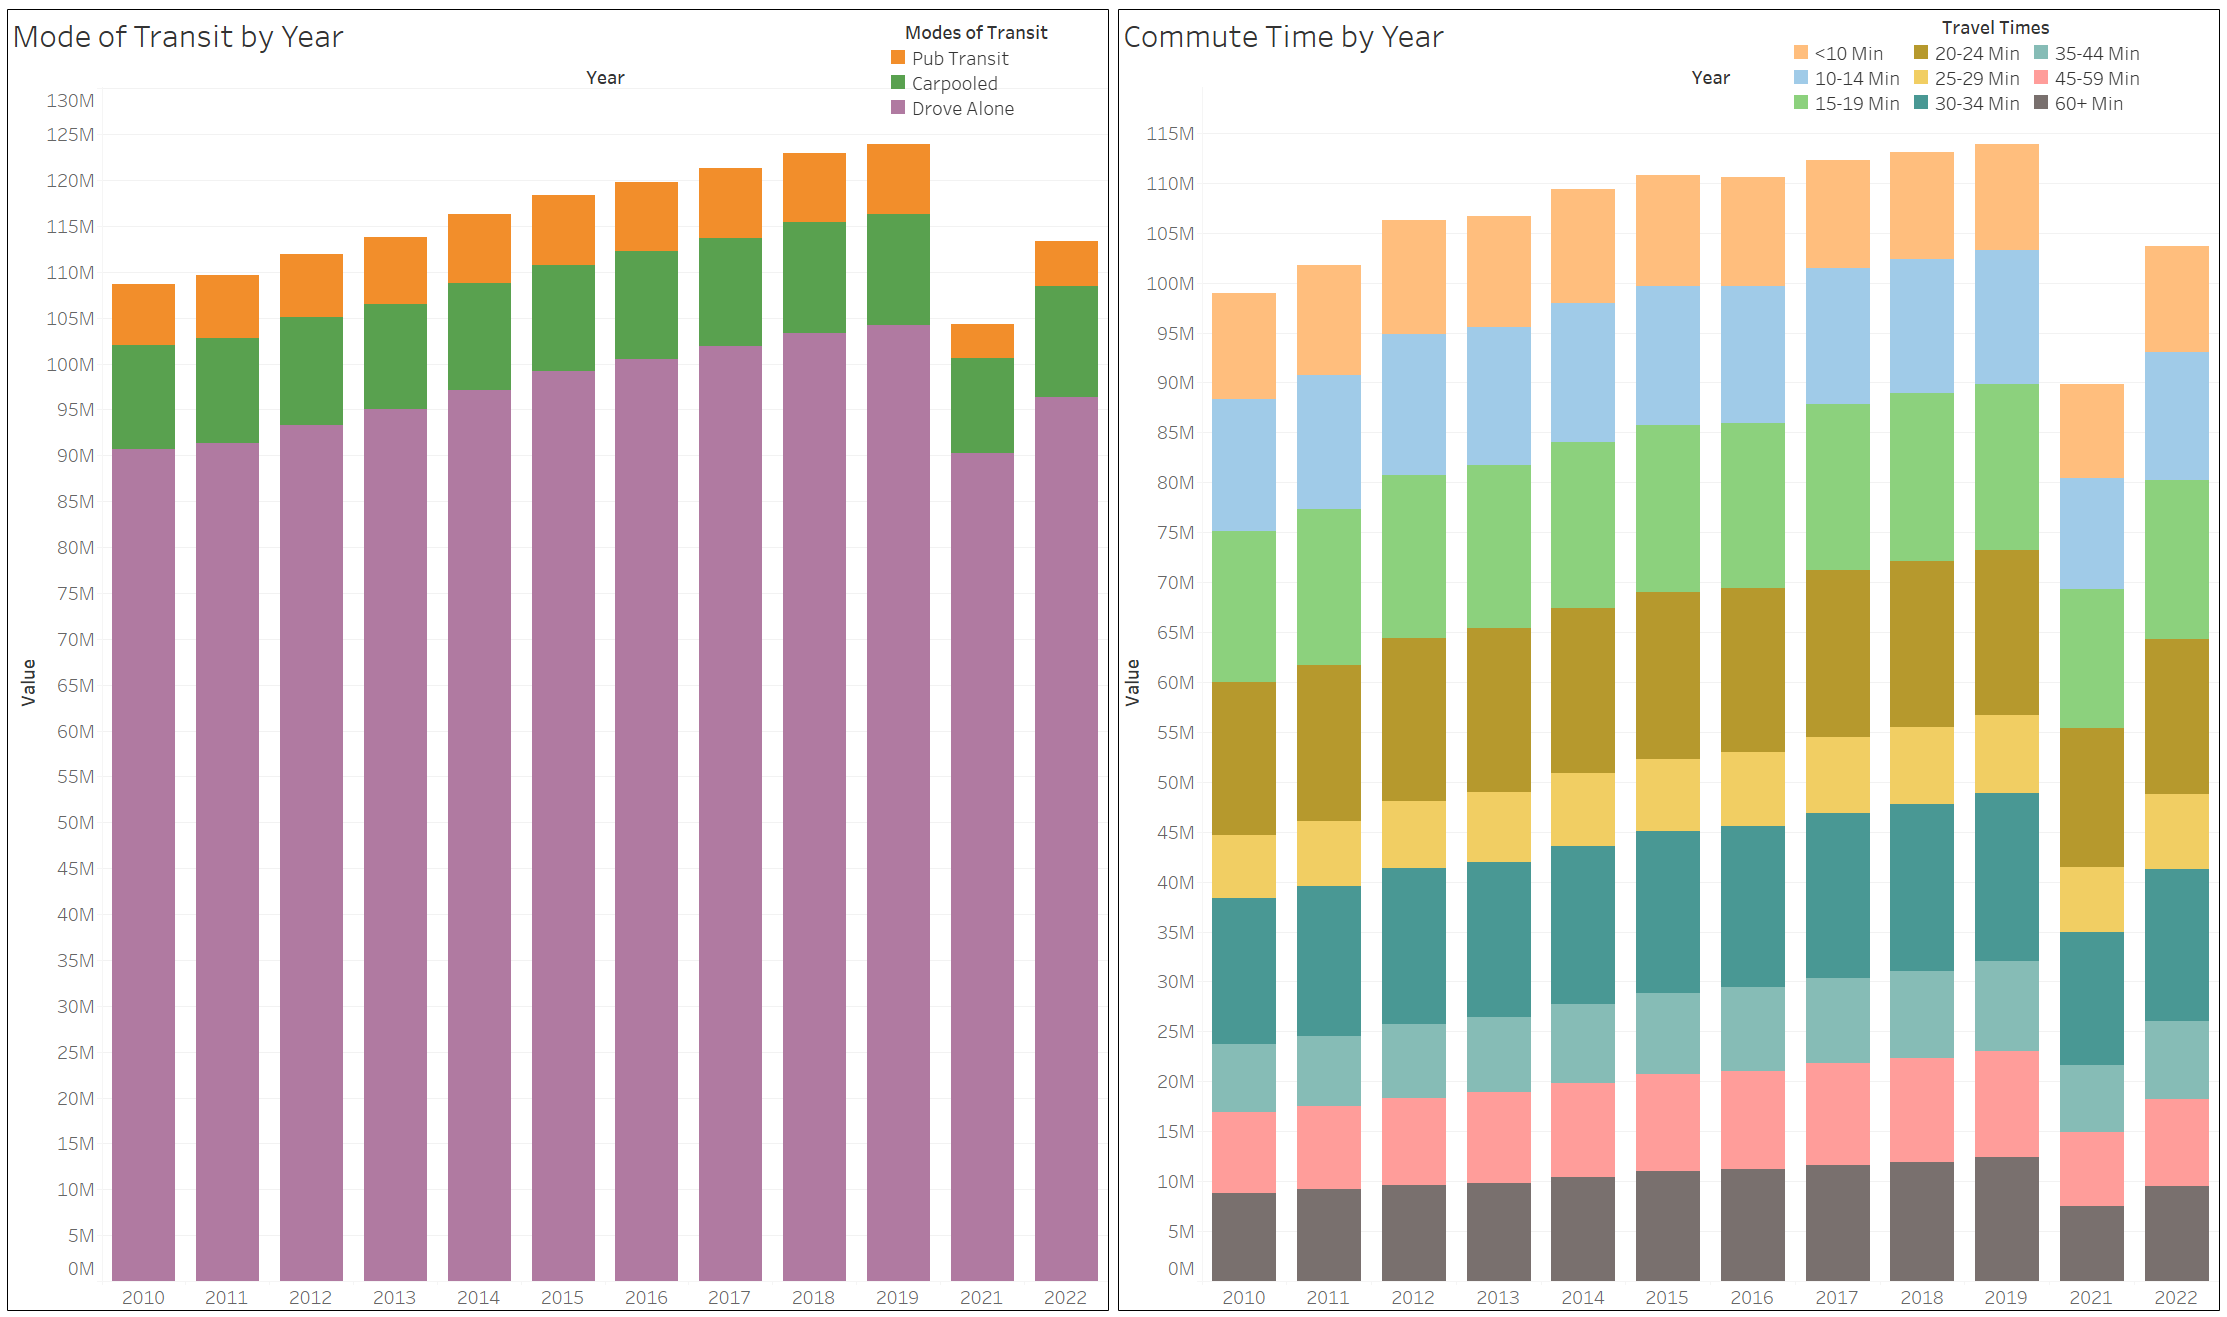 Mode of Transit by Year
Modes of Transit
Pub Transit
Carpooled
Drove Alone
Year
130M
125M
120M
115M
110M
105M
100M
95M
90M
85M
80M
75M
70M
65M
60M
55M
50M
45M
40M
35M
30M
25M
20M
15M
10M
5M
0M
Value
2010 2011 2012 2013 2014 2015 2016 2017 2018 2019 2021 2022
Commute Time by Year
Travel Times
<10 Min 20-24 Min 35-44 Min
10-14 Min 25-29 Min 45-59 Min
15-19 Min 30-34 Min 60+ Min
Year
115M
110M
105M
100M
95M
90M
85M
80M
75M
70M
65M
60M
55M
50M
45M
40M
35M
30M
25M
20M
15M
10M
5M
0M
Value
2010 2011 2012 2013 2014 2015 2016 2017 2018 2019 2021 2022